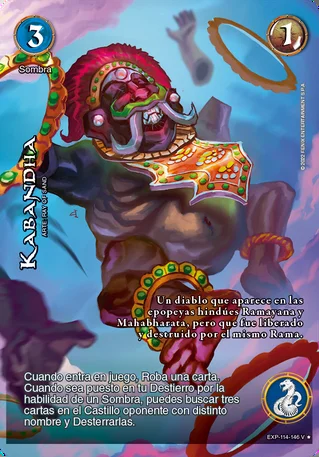 3
1
Sombra
KABANDHA
© 2022 FENIX ENTERTAINMENT S.P.A
Un diablo que aparece en las
epopeyas hindúes Ramayana y
Mahabharata, pero que fue liberado
y destruido por el mismo Rama.
Cuando entra en juego, Roba una carta.
Cuando sea puesto en tu Destierro por la
habilidad de un Sombra, puedes buscar tres
cartas en el Castillo oponente con distinto
nombre y Desterrarlas.
EXP-114-146 V